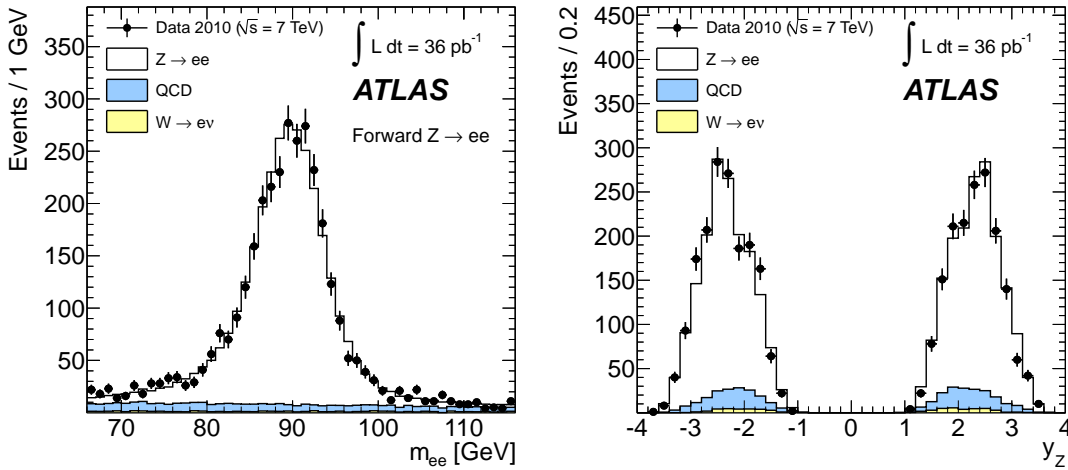 Events / 1 GeV
350
300
250
200
150
100
50
70 80 90 100 110
m_ee [GeV]
Data 2010 (√s = 7 TeV)
Z → ee
QCD
W → eν
∫ L dt = 36 pb⁻¹
ATLAS
Forward Z → ee
Events / 0.2
450
400
350
300
250
200
150
100
50
0
-4 -3 -2 -1 0 1 2 3 4
y_Z
Data 2010 (√s = 7 TeV)
Z → ee
QCD
W → eν
∫ L dt = 36 pb⁻¹
ATLAS